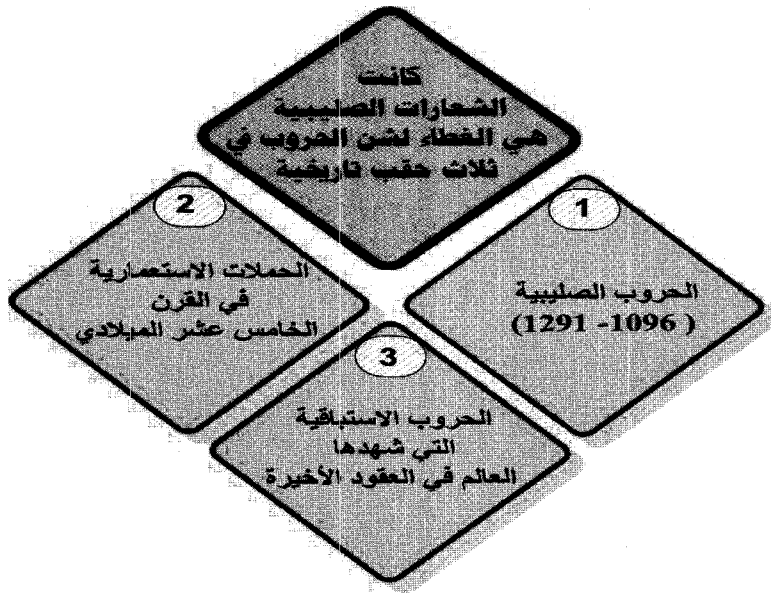 كانت
الشعارات الصليبية
هي الغطاء لشن الحروب في
ثلاث حقب تاريخية
1
الحروب الصليبية
(1096- 1291)
2
الحملات الاستعمارية
في القرن
الخامس عشر الميلادي
3
الحروب الاستباقية
التي شهدها
العالم في العقود الأخيرة